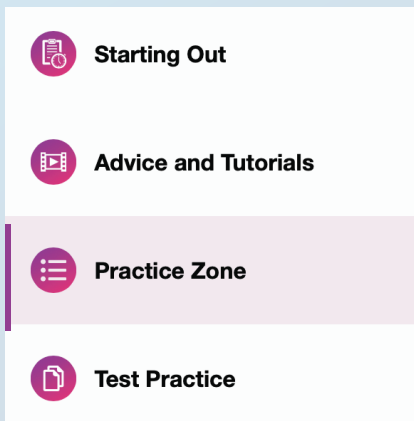 Starting Out
Advice and Tutorials
Practice Zone
Test Practice